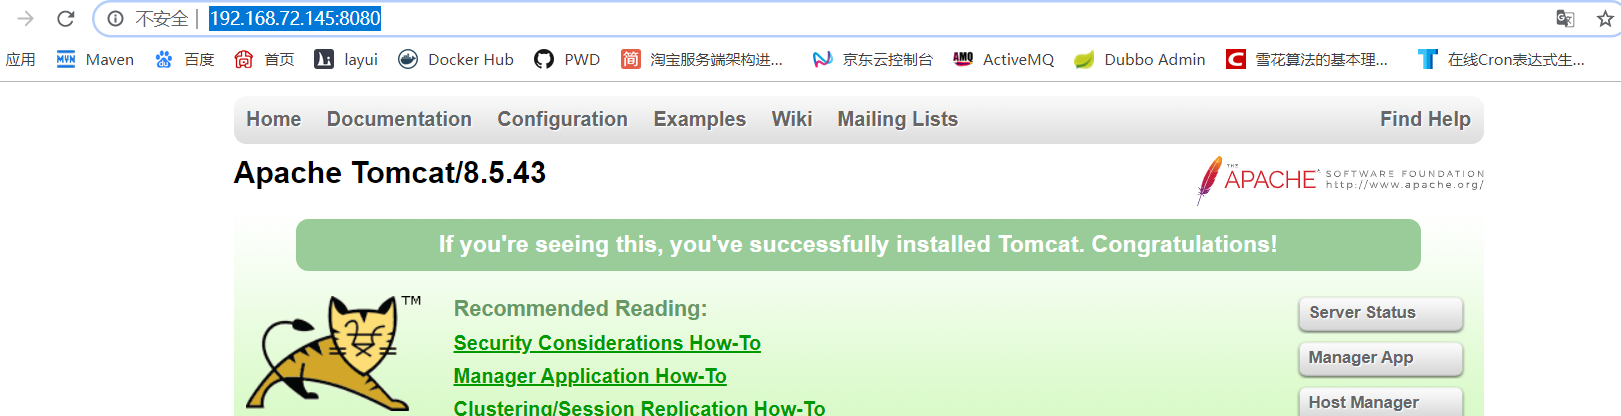 不安全 | 192.168.72.145:8080
应用 Maven 百度 首页 layui Docker Hub PWD 淘宝服务端架构进... 京东云控制台 ActiveMQ Dubbo Admin 雪花算法的基本理... 在线Cron表达式生...
Home Documentation Configuration Examples Wiki Mailing Lists Find Help
Apache Tomcat/8.5.43
THE APACHE SOFTWARE FOUNDATION
http://www.apache.org/
If you're seeing this, you've successfully installed Tomcat. Congratulations!
TM
Recommended Reading:
Security Considerations How-To
Manager Application How-To
Clustering/Session Replication How-To
Server Status
Manager App
Host Manager